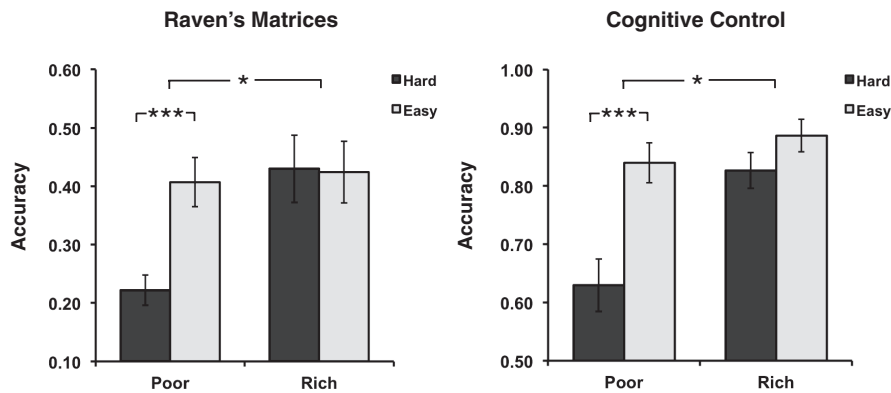 Raven's Matrices
0.60
0.50
0.40
0.30
0.20
0.10
Accuracy
***
*
Hard
Easy
Poor
Rich
Cognitive Control
1.00
0.90
0.80
0.70
0.60
0.50
Accuracy
***
*
Hard
Easy
Poor
Rich